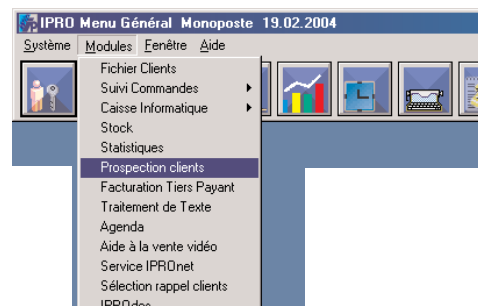 IPRO Menu Général Monoposte 19.02.2004
Système Modules Fenêtre Aide
Fichier Clients
Suivi Commandes
Caisse Informatique
Stock
Statistiques
Prospection clients
Facturation Tiers Payant
Traitement de Texte
Agenda
Aide à la vente vidéo
Service IPROnet
Sélection rappel clients
IPROdoc